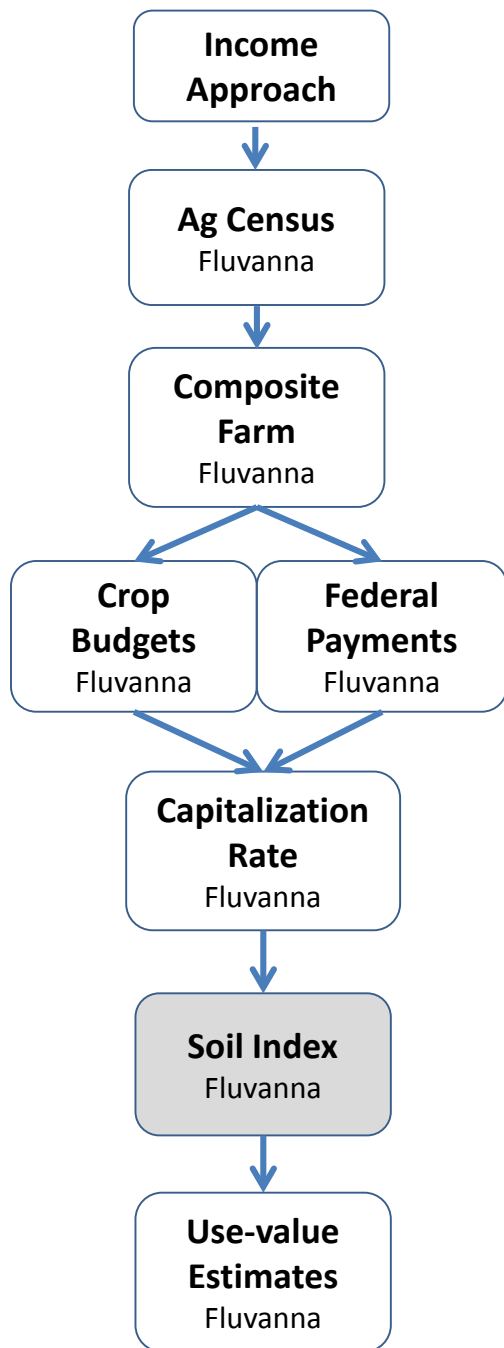 Income
Approach
Ag Census
Fluvanna
Composite
Farm
Fluvanna
Crop
Budgets
Fluvanna
Federal
Payments
Fluvanna
Capitalization
Rate
Fluvanna
Soil Index
Fluvanna
Use-value
Estimates
Fluvanna